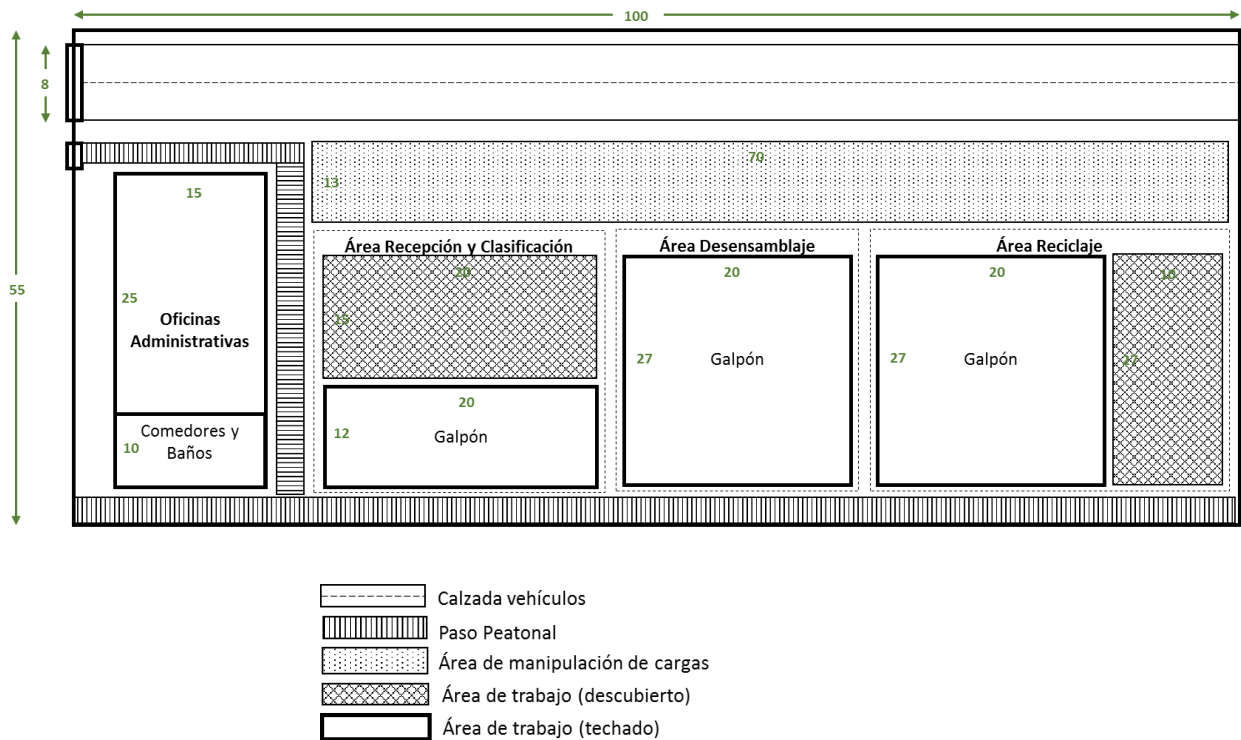 100
8
70
13
15
Área Recepción y Clasificación
Área Desensamblaje
Área Reciclaje
20
20
20
10
55
25
15
Oficinas
Administrativas
27
Galpón
27
Galpón
27
20
Comedores y
Baños
10
12
Galpón
Calzada vehículos
Paso Peatonal
Área de manipulación de cargas
Área de trabajo (descubierto)
Área de trabajo (techado)